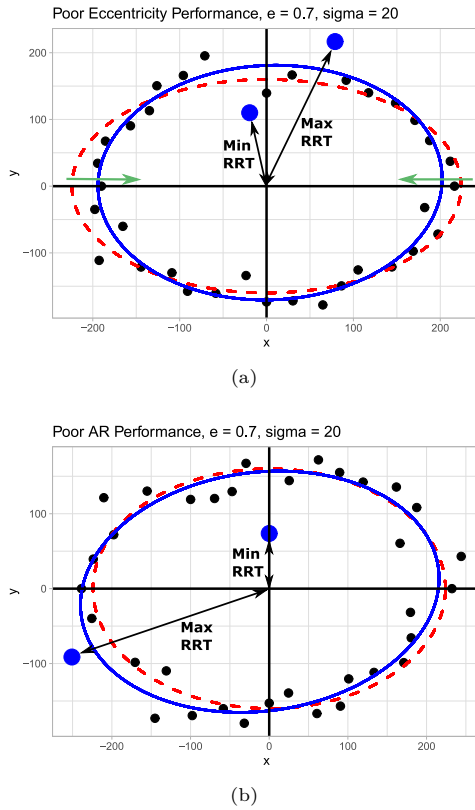 Poor Eccentricity Performance, e = 0.7, sigma = 20
200
100
0
−100
y
Min
RRT
Max
RRT
−200
−100
0
100
200
x
(a)
Poor AR Performance, e = 0.7, sigma = 20
100
0
−100
y
Min
RRT
Max
RRT
−200
−100
0
100
200
x
(b)